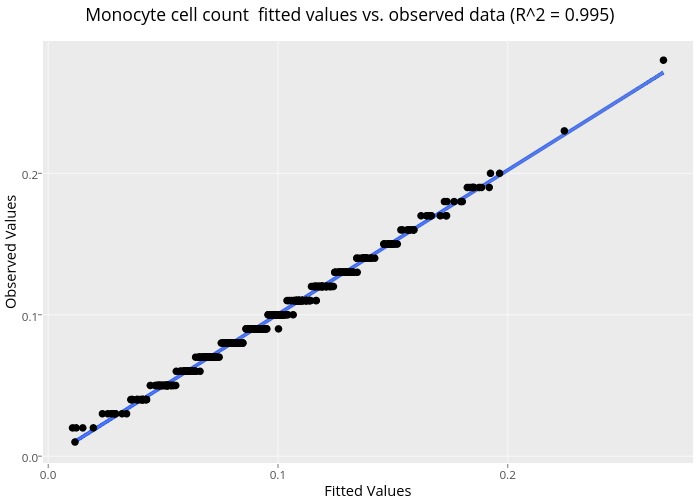 Monocyte cell count  fitted values vs. observed data (R^2 = 0.995)
Observed Values
0.2
0.1
0.0
0.0
0.1
0.2
Fitted Values